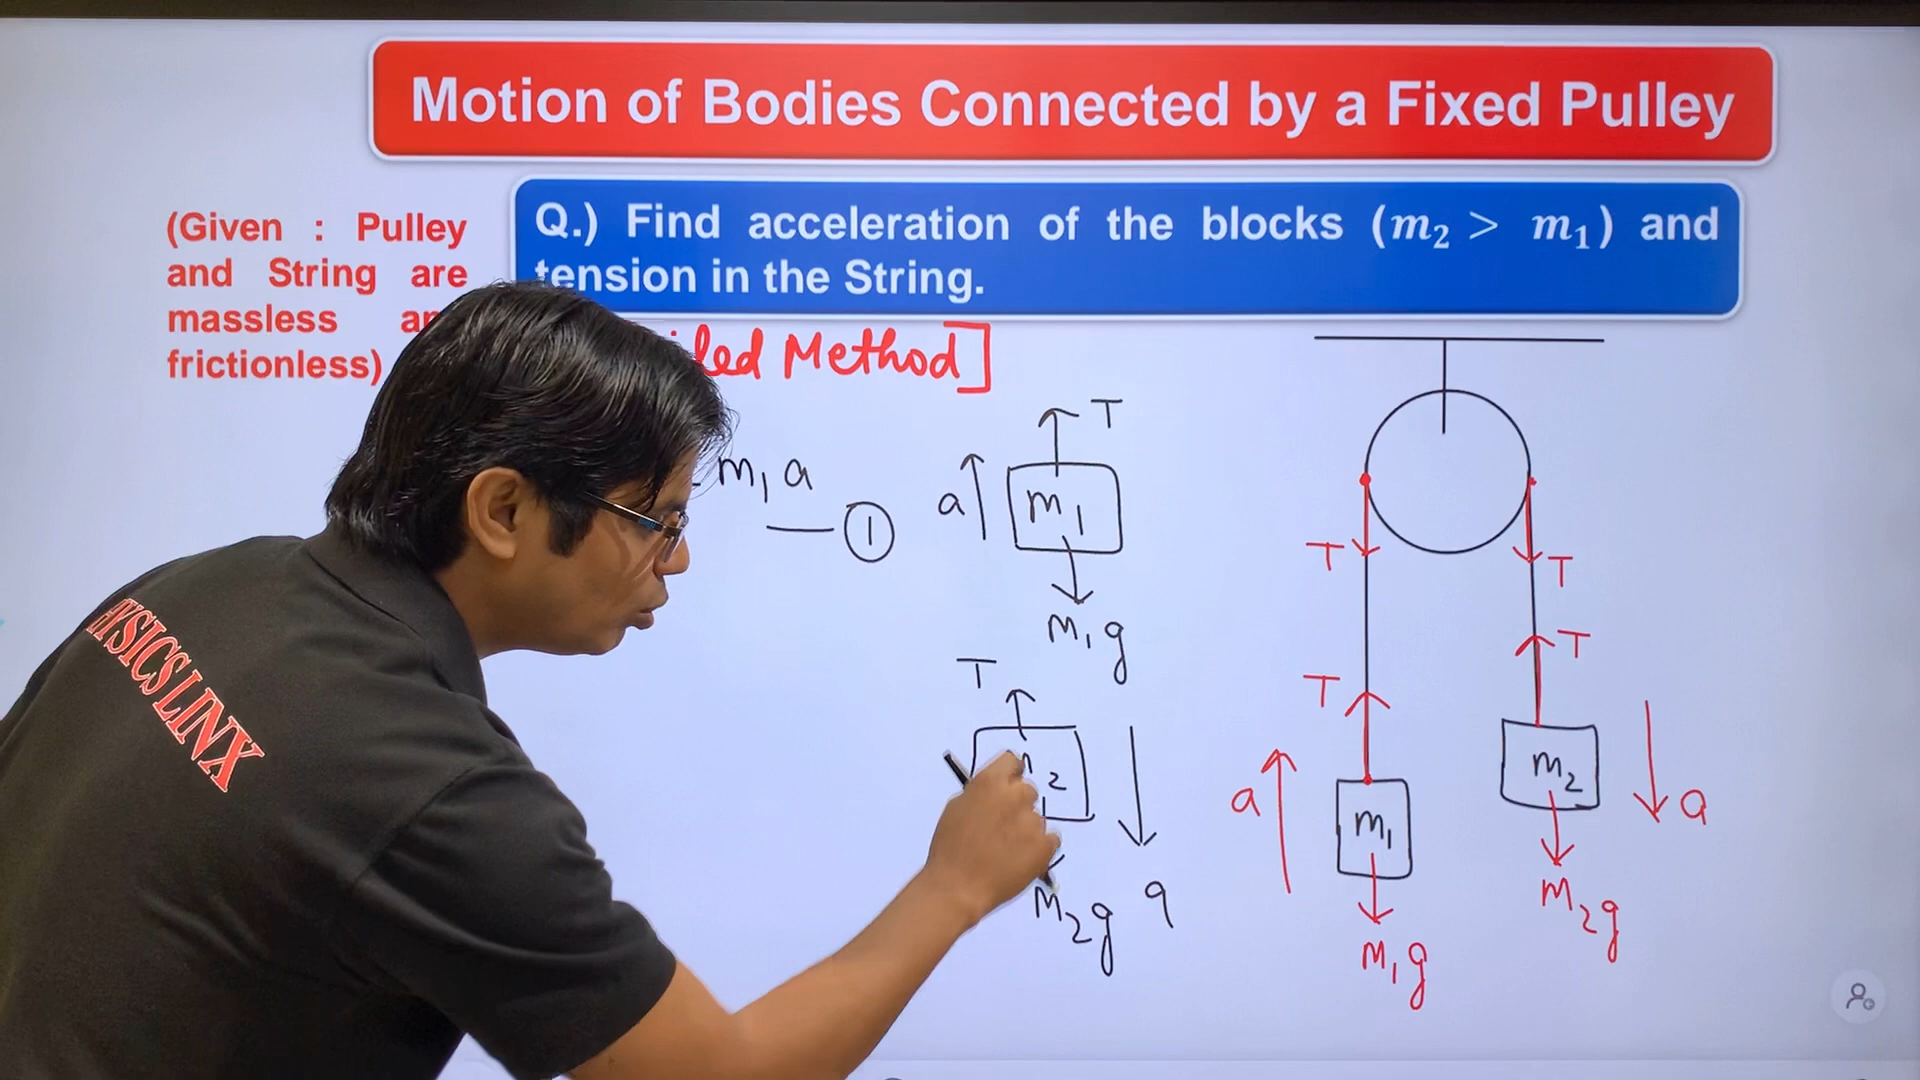 Motion of Bodies Connected by a Fixed Pulley
(Given : Pulley
and String are
massless
frictionless)
Q.) Find acceleration of the blocks (m₂ > m₁) and
tension in the String.
Method]
m₁a
①
T
a
m₁
m₁g
T
2
m₂g
a
T
T
T
T
a
m₁
m₁g
m₂
m₂g
a
PHYSICS LINX